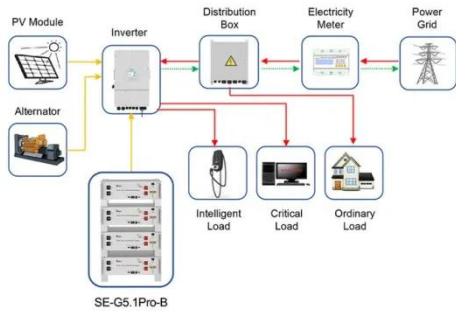 PV Module
Inverter
Distribution
Box
Electricity
Meter
Power
Grid
Alternator
Intelligent
Load
Critical
Load
Ordinary
Load
SE-G5.1Pro-B